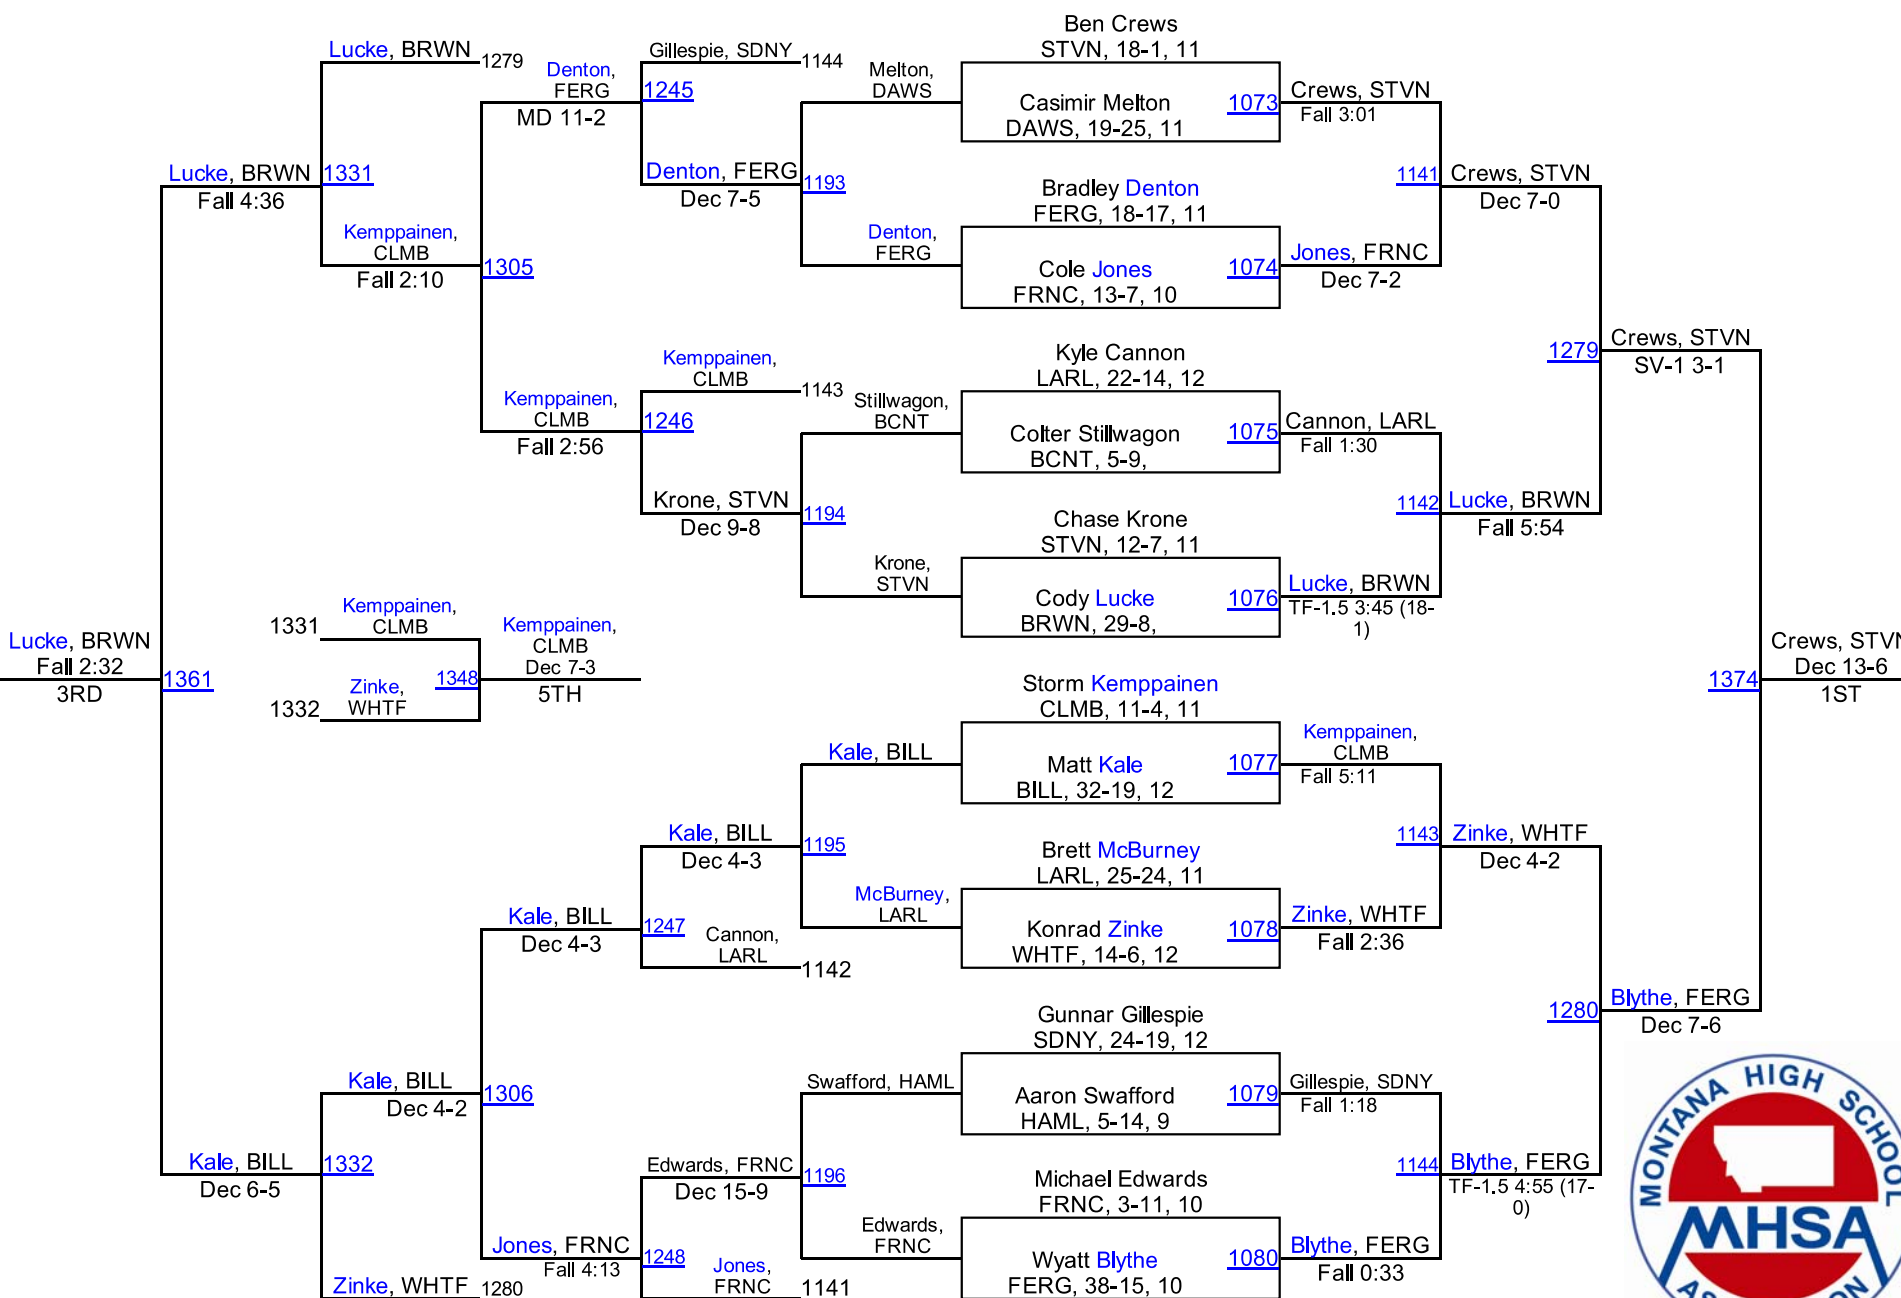 Ben Crews
STVN, 18-1, 11
Lucke, BRWN
1279
Denton,
FERG
MD 11-2
Gillespie, SDNY
1144
1245
Melton,
DAWS
Casimir Melton
DAWS, 19-25, 11
1073
Crews, STVN
Fall 3:01
Lucke, BRWN
Fall 4:36
1331
Denton, FERG
Dec 7-5
1193
Bradley Denton
FERG, 18-17, 11
1141
Crews, STVN
Dec 7-0
Kemppainen,
CLMB
Fall 2:10
1305
Denton,
FERG
Cole Jones
FRNC, 13-7, 10
1074
Jones, FRNC
Dec 7-2
Kemppainen,
CLMB
1143
Kyle Cannon
LARL, 22-14, 12
1279
Crews, STVN
SV-1 3-1
Kemppainen,
CLMB
Fall 2:56
1246
Stillwagon,
BCNT
Colter Stillwagon
BCNT, 5-9,
1075
Cannon, LARL
Fall 1:30
Krone, STVN
Dec 9-8
1194
Chase Krone
STVN, 12-7, 11
1142
Lucke, BRWN
Fall 5:54
Krone,
STVN
Cody Lucke
BRWN, 29-8,
1076
Lucke, BRWN
TF-1.5 3:45 (18-
1)
1331
Kemppainen,
CLMB
Lucke, BRWN
Fall 2:32
3RD
1361
1332
Zinke,
WHTF
1348
Kemppainen,
CLMB
Dec 7-3
5TH
Storm Kemppainen
CLMB, 11-4, 11
1374
Dec 13-6
1ST
Kale, BILL
Matt Kale
BILL, 32-19, 12
1077
Kemppainen,
CLMB
Fall 5:11
Kale, BILL
Dec 4-3
1195
Brett McBurney
LARL, 25-24, 11
1143
Zinke, WHTF
Dec 4-2
Kale, BILL
Dec 4-3
1247
Cannon,
LARL
1142
McBurney,
LARL
Konrad Zinke
WHTF, 14-6, 12
1078
Zinke, WHTF
Fall 2:36
Gunnar Gillespie
SDNY, 24-19, 12
1280
Blythe, FERG
Dec 7-6
Kale, BILL
Dec 4-2
1306
Swafford, HAML
Aaron Swafford
HAML, 5-14, 9
1079
Gillespie, SDNY
Fall 1:18
Kale, BILL
Dec 6-5
1332
Edwards, FRNC
Dec 15-9
1196
Michael Edwards
FRNC, 3-11, 10
1144
Blythe, FERG
TF-1.5 4:55 (17-
0)
Jones, FRNC
Fall 4:13
1248
Jones,
FRNC
1141
Edwards,
FRNC
Wyatt Blythe
FERG, 38-15, 10
1080
Blythe, FERG
Fall 0:33
Zinke, WHTF
1280
Crews, STVN
MONTANA HIGH SCHOOL
MHSA